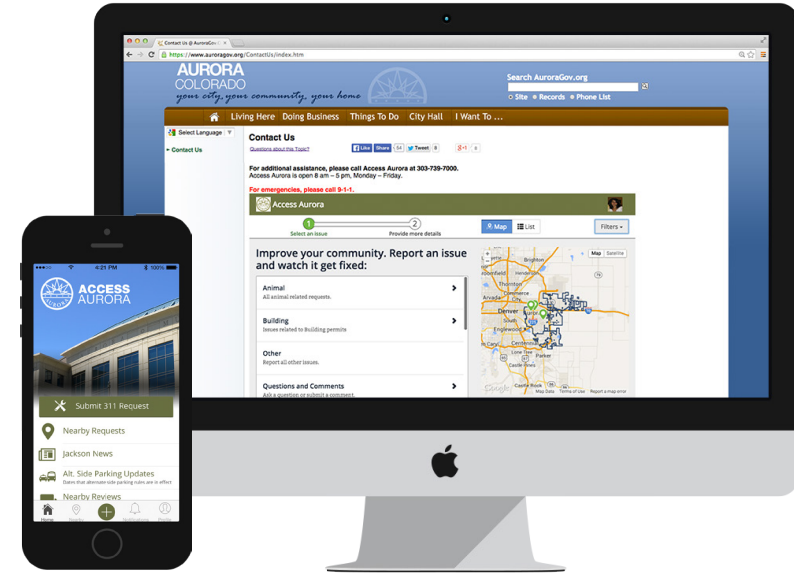 Contact Us @ AuroraGov.
https://www.auroragov.org/ContactUs/index.htm
AURORA
COLORADO
your city, your community, your home
Search AuroraGov.org
Site Records Phone List
Living Here Doing Business Things To Do City Hall I Want To ...
Select Language
Contact Us
Contact Us
Questions about this Topic?
Like Share 54 Tweet 8 +1 6
For additional assistance, please call Access Aurora at 303-739-7000.
Access Aurora is open 8 am – 5 pm, Monday – Friday.
For emergencies, please call 9-1-1.
Access Aurora
1 2
Select an issue Provide more details
Map List Filters
Improve your community. Report an issue
and watch it get fixed:
Animal
All animal related requests.
Building
Issues related to Building permits
Other
Report all other issues.
Questions and Comments
Ask a question or submit a comment.
Map Satellite
Brighton
Henderson
Thornton
Commerce
City
Arvada
Denver
Aurora
South
Englewood
Centennial
Lone Tree
Parker
Castle Pines
Castle Rock
Google
Map Data Terms of Use Report a map error
4:21 PM 100%
ACCESS
AURORA
Submit 311 Request
Nearby Requests
Jackson News
Alt. Side Parking Updates
Dates that alternate side parking rules are in effect
Nearby Reviews
Home Nearby Notifications Profile